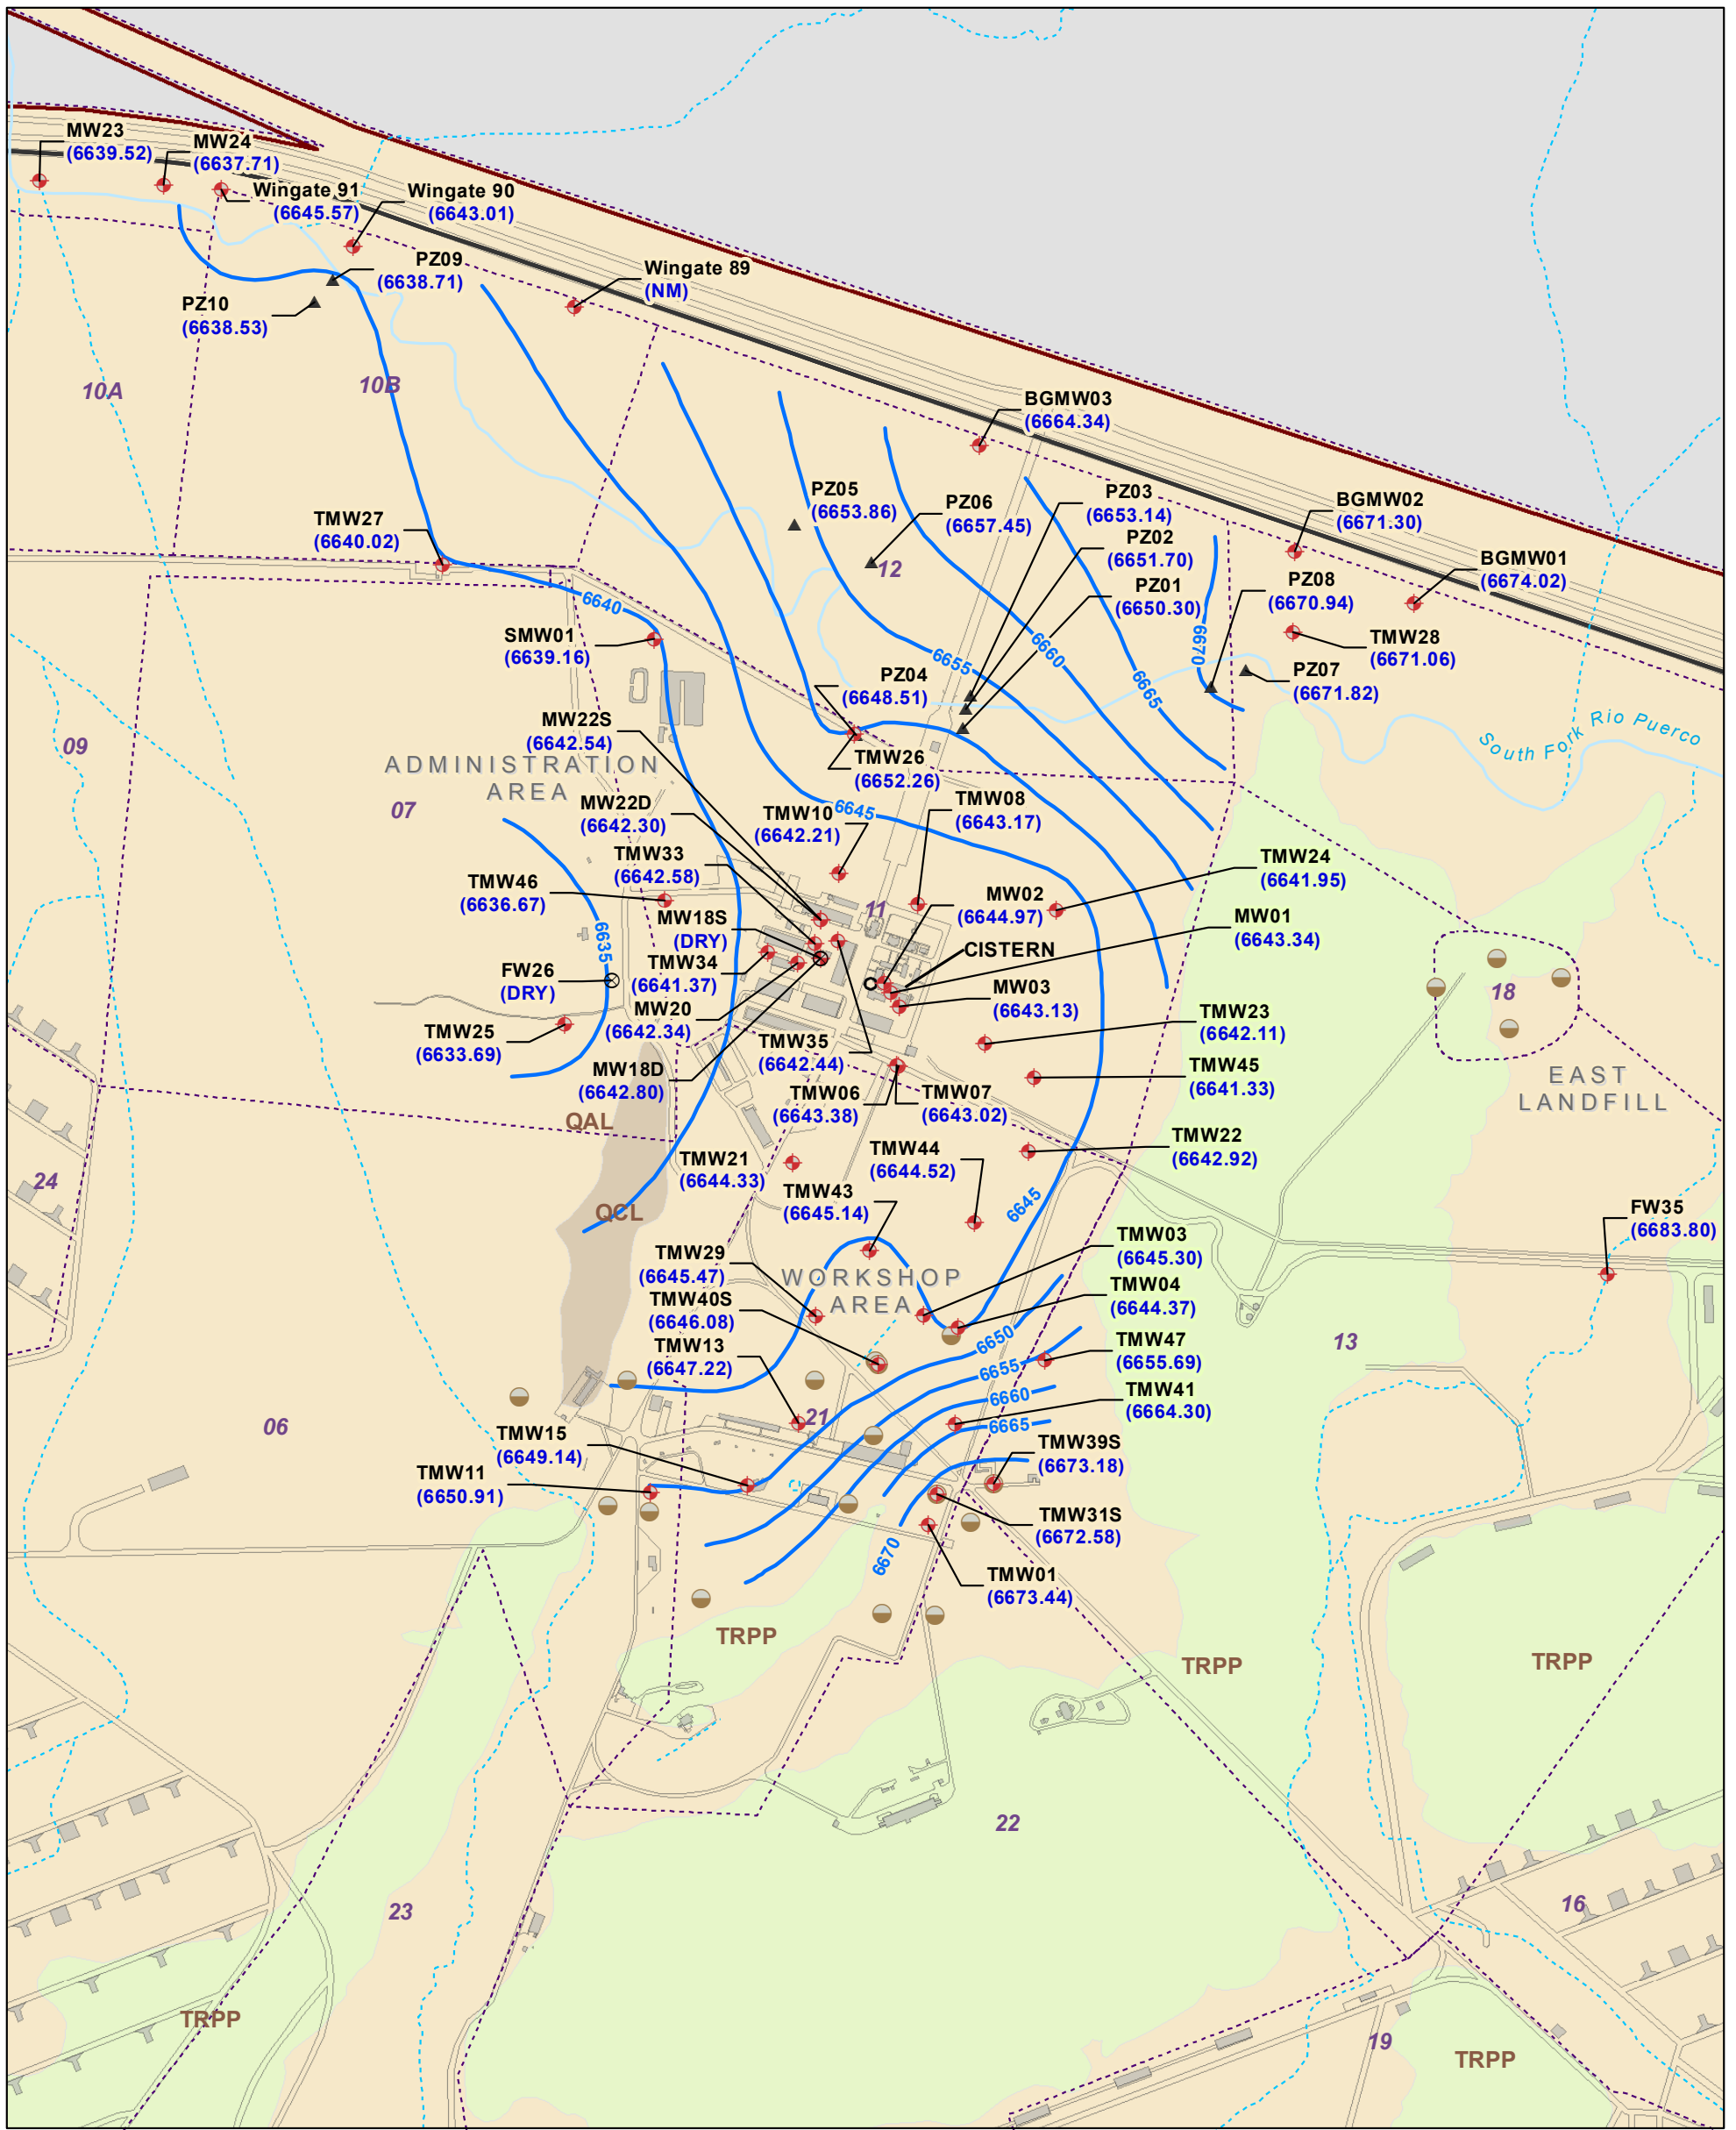 MW23
(6639.52)
MW24
(6637.71)
Wingate 91
(6645.57)
Wingate 90
(6643.01)
PZ09
(6638.71)
PZ10
(6638.53)
Wingate 89
(NM)
10A
10B
BGMW03
(6664.34)
PZ05
(6653.86)
PZ06
(6657.45)
PZ03
(6653.14)
PZ02
(6651.70)
PZ01
(6650.30)
BGMW02
(6671.30)
BGMW01
(6674.02)
PZ08
(6670.94)
TMW28
(6671.06)
PZ07
(6671.82)
TMW27
(6640.02)
12
6640
SMW01
(6639.16)
6655
6660
6665
6670
PZ04
(6648.51)
South Fork Rio Puerco
MW22S
(6642.54)
09
ADMINISTRATION
AREA
07
TMW26
(6652.26)
MW22D
(6642.30)
TMW10
(6642.21)
6645
TMW08
(6643.17)
TMW33
(6642.58)
TMW24
(6641.95)
TMW46
(6636.67)
MW02
(6644.97)
11
MW18S
(DRY)
MW01
(6643.34)
6635
CISTERN
TMW34
(6641.37)
FW26
(DRY)
18
MW03
(6643.13)
MW20
(6642.34)
TMW23
(6642.11)
TMW25
(6633.69)
TMW35
(6642.44)
MW18D
(6642.80)
TMW45
(6641.33)
EAST
LANDFILL
TMW06
(6643.38)
TMW07
(6643.02)
QAL
TMW22
(6642.92)
TMW44
(6644.52)
TMW21
(6644.33)
24
TMW43
(6645.14)
6645
QCL
FW35
(6683.80)
TMW03
(6645.30)
TMW29
(6645.47)
WORKSHOP
AREA
TMW04
(6644.37)
TMW40S
(6646.08)
6650
13
TMW13
(6647.22)
TMW47
(6655.69)
6655
6660
TMW41
(6664.30)
21
6665
06
TMW15
(6649.14)
TMW39S
(6673.18)
TMW11
(6650.91)
TMW31S
(6672.58)
6670
TMW01
(6673.44)
TRPP
TRPP
TRPP
22
16
23
TRPP
19
TRPP